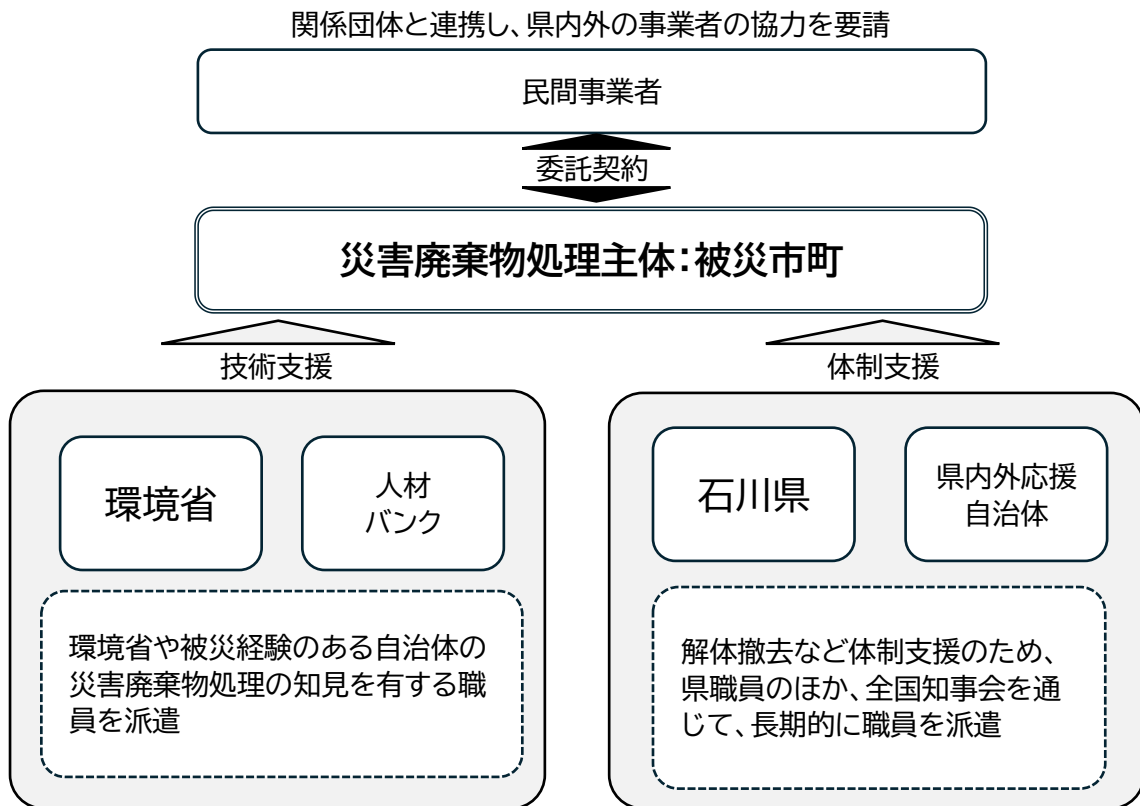 関係団体と連携し、県内外の事業者の協力を要請
民間事業者
委託契約
災害廃棄物処理主体：被災市町
技術支援
体制支援
環境省
人材
バンク
環境省や被災経験のある自治体の
災害廃棄物処理の知見を有する職
員を派遣
石川県
県内外応援
自治体
解体撤去など体制支援のため、
県職員のほか、全国知事会を通
じて、長期的に職員を派遣